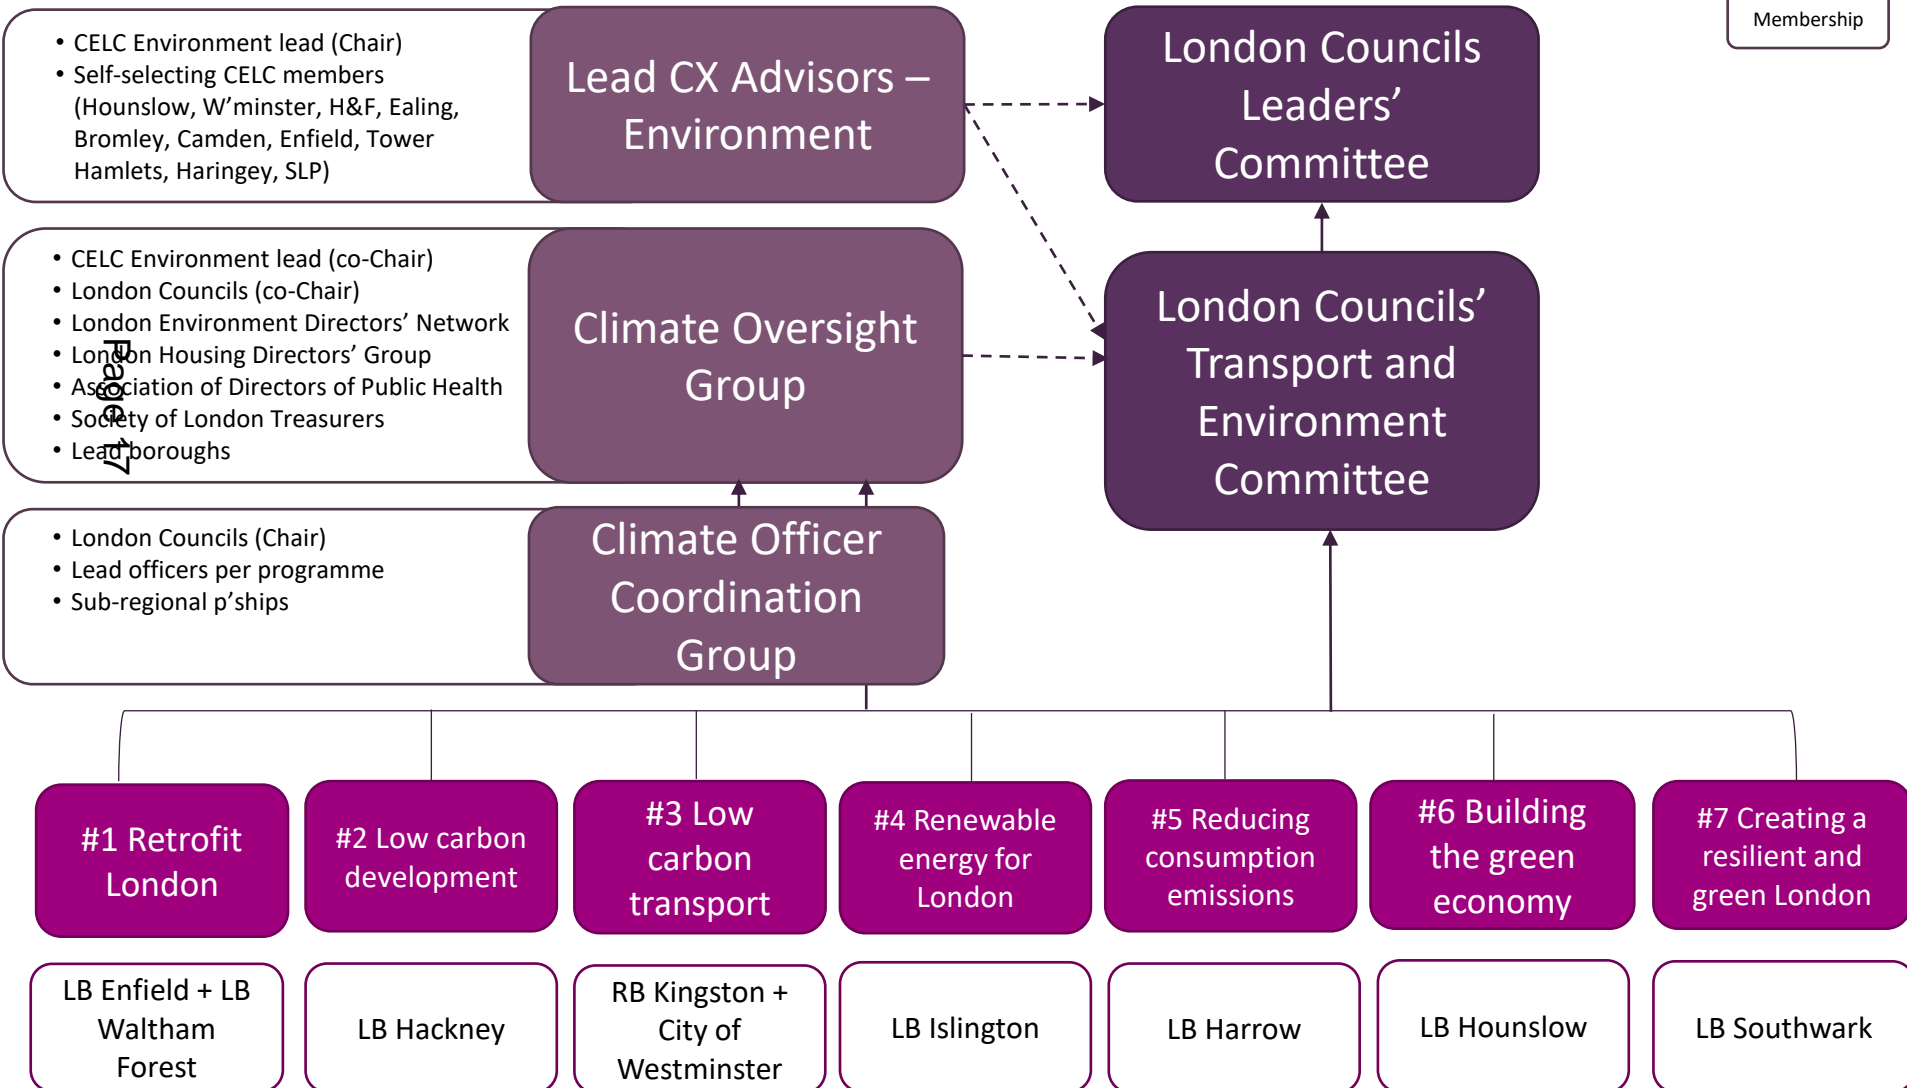 Membership
• CELC Environment lead (Chair)
• Self-selecting CELC members
(Hounslow, W’minster, H&F, Ealing,
Bromley, Camden, Enfield, Tower
Hamlets, Haringey, SLP)
Lead CX Advisors –
Environment
London Councils
Leaders’
Committee
• CELC Environment lead (co-Chair)
• London Councils (co-Chair)
• London Environment Directors’ Network
• London Housing Directors’ Group
• Association of Directors of Public Health
• Society of London Treasurers
• Lead boroughs
Page 17
Climate Oversight
Group
London Councils’
Transport and
Environment
Committee
• London Councils (Chair)
• Lead officers per programme
• Sub-regional p’ships
Climate Officer
Coordination
Group
#1 Retrofit
London
#2 Low carbon
development
#3 Low
carbon
transport
#4 Renewable
energy for
London
#5 Reducing
consumption
emissions
#6 Building
the green
economy
#7 Creating a
resilient and
green London
LB Enfield + LB
Waltham
Forest
LB Hackney
RB Kingston +
City of
Westminster
LB Islington
LB Harrow
LB Hounslow
LB Southwark